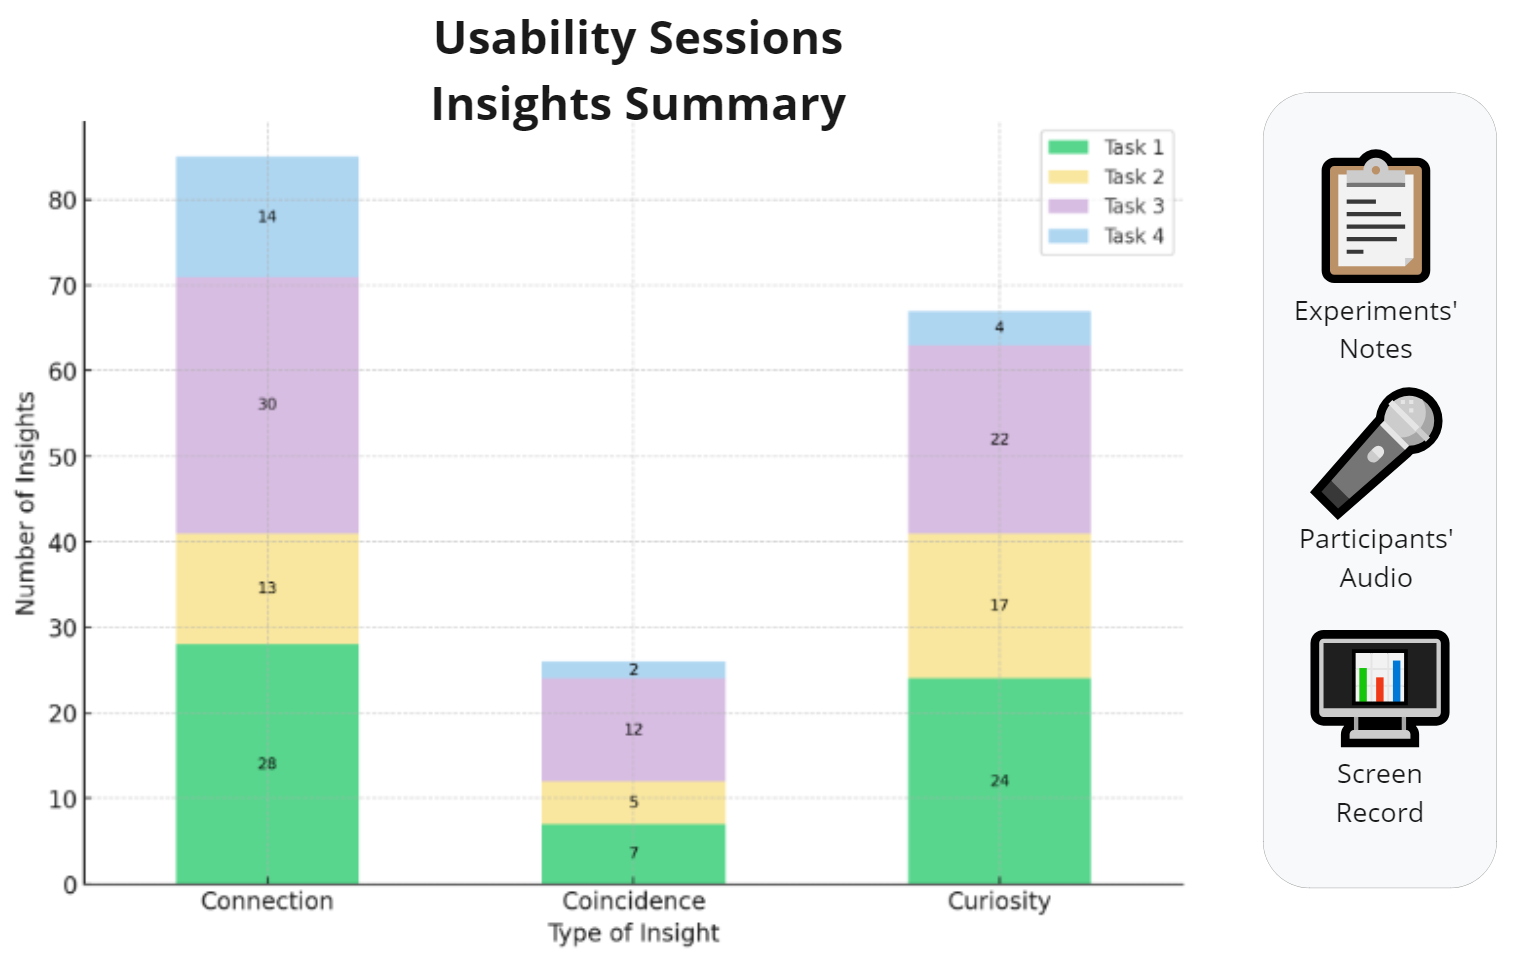 Usability Sessions
Insights Summary
Task 1
Task 2
Task 3
Task 4
Number of Insights
80
70
60
50
40
30
20
10
0
14
30
13
28
2
12
5
7
4
22
17
24
Connection
Coincidence
Curiosity
Type of Insight
Experiments'
Notes
Participants'
Audio
Screen
Record